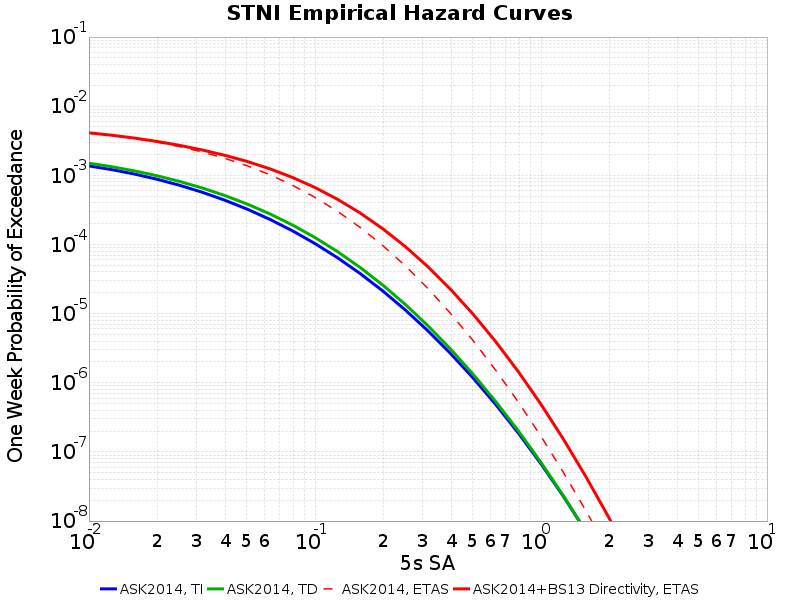 STNI Empirical Hazard Curves
One Week Probability of Exceedance
10-1
10-2
10-3
10-4
10-5
10-6
10-7
10-8
10-2 2 3 4 5 6 10-1 2 3 4 5 6 7 100 2 3 4 5 6 7 101
5s SA
ASK2014, TI ASK2014, TD ASK2014, ETAS ASK2014+BS13 Directivity, ETAS